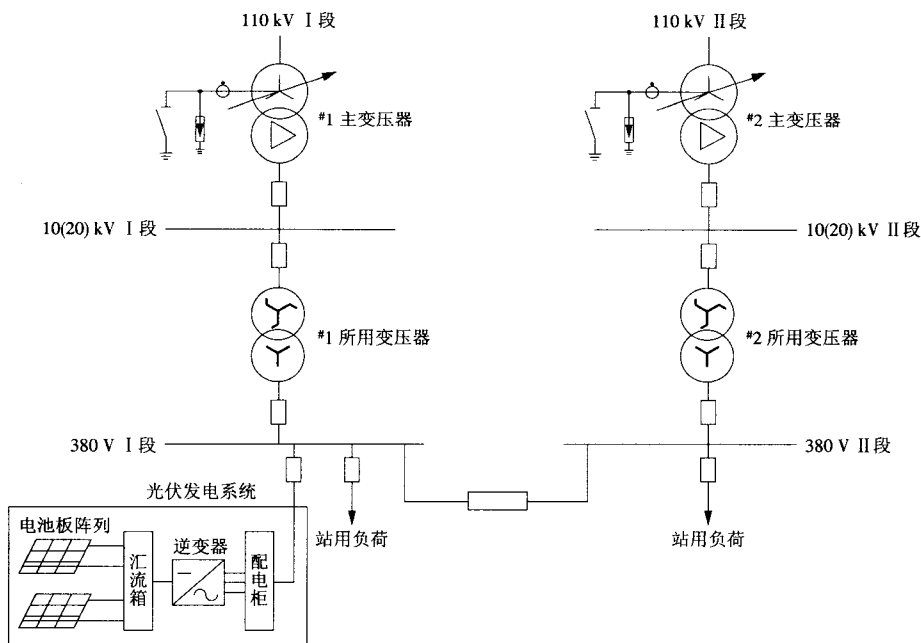 110 kV Ⅰ段
110 kV Ⅱ段
#1 主变压器
#2 主变压器
10(20) kV Ⅰ段
10(20) kV Ⅱ段
#1 所用变压器
#2 所用变压器
380 V Ⅰ段
380 V Ⅱ段
光伏发电系统
站用负荷
站用负荷
电池板阵列
汇流箱
逆变器
配电柜